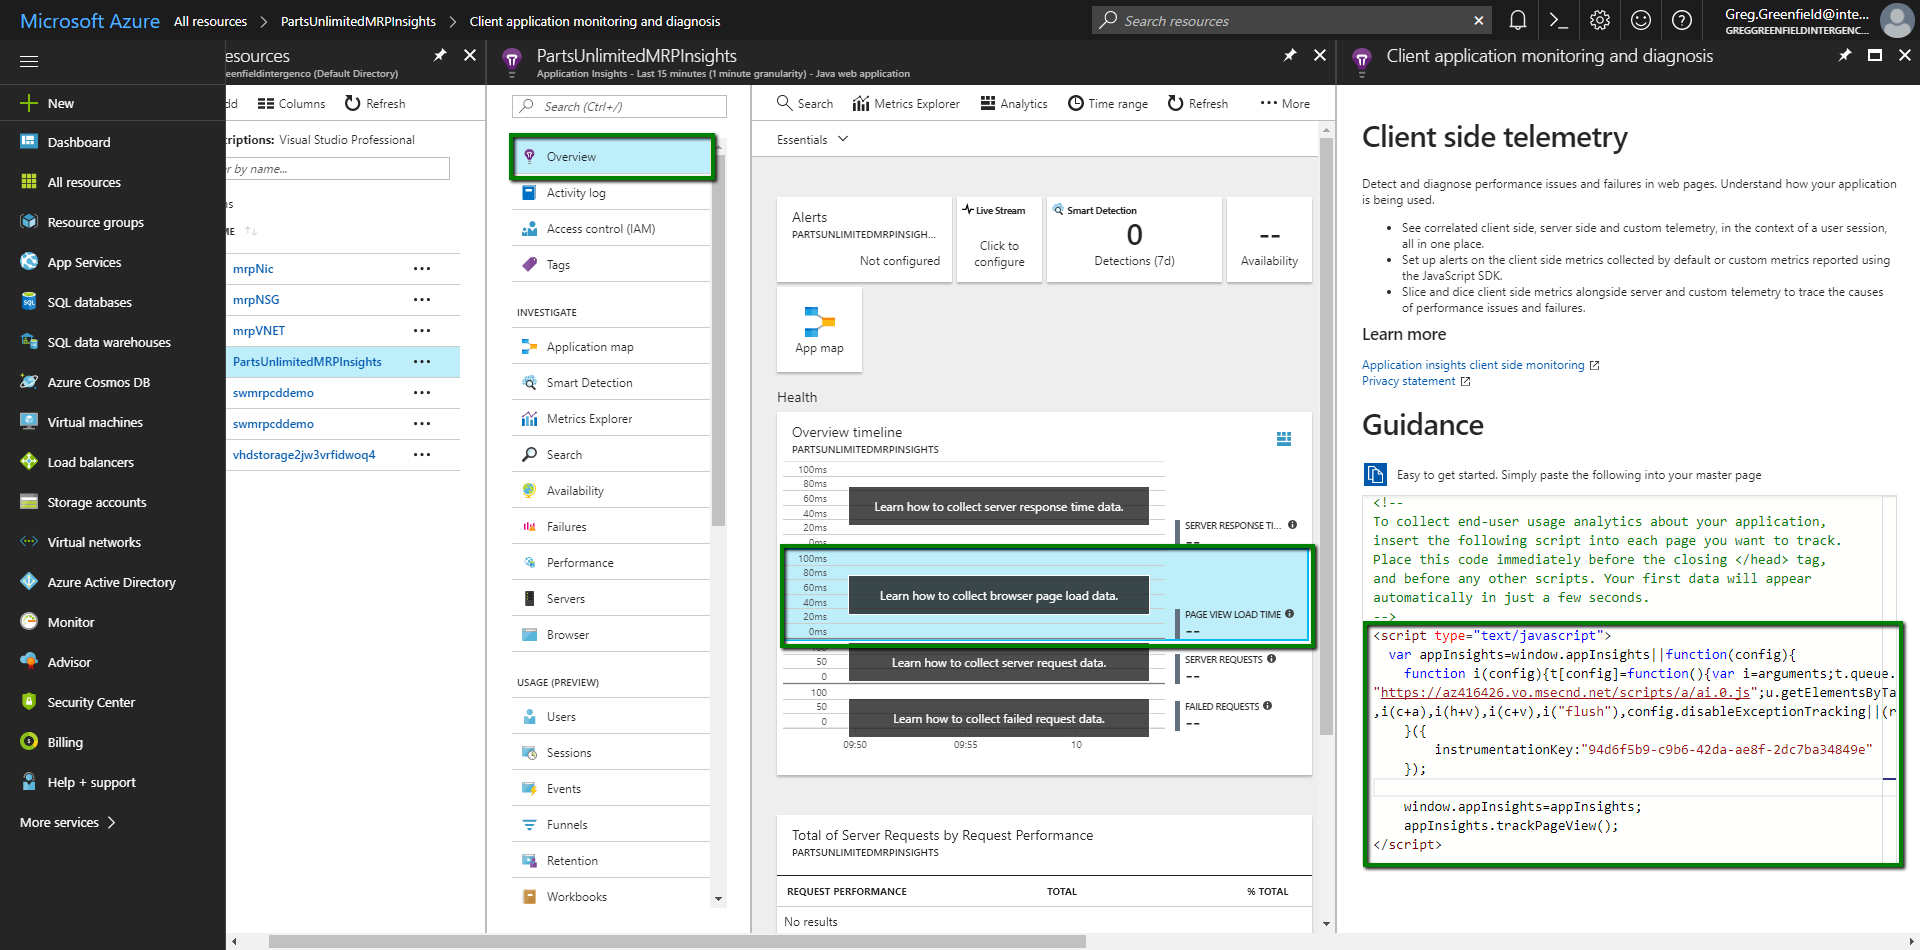 Microsoft Azure
All resources > PartsUnlimitedMRPInsights > Client application monitoring and diagnosis
Search resources
Greg.Greenfield@inte...
GREGGREENFIELDINTERGENC...
New
Dashboard
All resources
Resource groups
App Services
SQL databases
SQL data warehouses
Azure Cosmos DB
Virtual machines
Load balancers
Storage accounts
Virtual networks
Azure Active Directory
Monitor
Advisor
Security Center
Billing
Help + support
More services >
esources
eenfieldintergenco (Default Directory)
dd Columns Refresh
criptions: Visual Studio Professional
r by name...
ns
ME
mrpNic ...
mrpNSG ...
mrpVNET ...
PartsUnlimitedMRPInsights ...
swmrpcddemo ...
swmrpcddemo ...
vhdstorage2jw3vrfidwoq4 ...
PartsUnlimitedMRPInsights
Application Insights - Last 15 minutes (1 minute granularity) - Java web application
Search (Ctrl+/)
Overview
Activity log
Access control (IAM)
Tags
INVESTIGATE
Application map
Smart Detection
Metrics Explorer
Search
Availability
Failures
Performance
Servers
Browser
USAGE (PREVIEW)
Users
Sessions
Events
Funnels
Retention
Workbooks
Search Metrics Explorer Analytics Time range Refresh ... More
Essentials
Alerts
PARTSUNLIMITEDMRPINSIGH...
Not configured
Live Stream
Click to
configure
Smart Detection
0
Detections (7d)
--
Availability
App map
Health
Overview timeline
PARTSUNLIMITEDMRPINSIGHTS
100ms
80ms
60ms
40ms
20ms
0ms
Learn how to collect server response time data.
SERVER RESPONSE TI...
--
100ms
80ms
60ms
40ms
20ms
0ms
Learn how to collect browser page load data.
PAGE VIEW LOAD TIME
--
100
50
0
Learn how to collect server request data.
SERVER REQUESTS
--
100
50
0
Learn how to collect failed request data.
FAILED REQUESTS
--
09:50 09:55 10
Total of Server Requests by Request Performance
PARTSUNLIMITEDMRPINSIGHTS
REQUEST PERFORMANCE TOTAL % TOTAL
No results
Client application monitoring and diagnosis
Client side telemetry
Detect and diagnose performance issues and failures in web pages. Understand how your application
is being used.
• See correlated client side, server side and custom telemetry, in the context of a user session,
all in one place.
• Set up alerts on the client side metrics collected by default or custom metrics reported using
the JavaScript SDK.
• Slice and dice client side metrics alongside server and custom telemetry to trace the causes
of performance issues and failures.
Learn more
Application insights client side monitoring
Privacy statement
Guidance
Easy to get started. Simply paste the following into your master page
<!--
To collect end-user usage analytics about your application,
insert the following script into each page you want to track.
Place this code immediately before the closing </head> tag,
and before any other scripts. Your first data will appear
automatically in just a few seconds.
-->
<script type="text/javascript">
var appInsights=window.appInsights||function(config){
function i(config){t[config]=function(){var i=arguments;t.queue.
"https://az416426.vo.msecnd.net/scripts/a/ai.0.js";u.getElementsByTa
,i(c+a),i(h+v),i(c+v),i("flush"),config.disableExceptionTracking||(r
}({
instrumentationKey:"94d6f5b9-c9b6-42da-ae8f-2dc7ba34849e"
});
window.appInsights=appInsights;
appInsights.trackPageView();
</script>